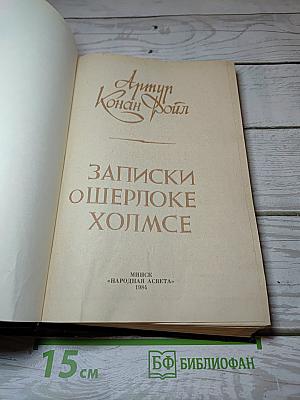 Артур
Конан Дойл
ЗАПИСКИ
О ШЕРЛОКЕ
ХОЛМСЕ
МИНСК
«НАРОДНАЯ АСВЕТА»
1984
15 см
БФ БИБЛИОФАН